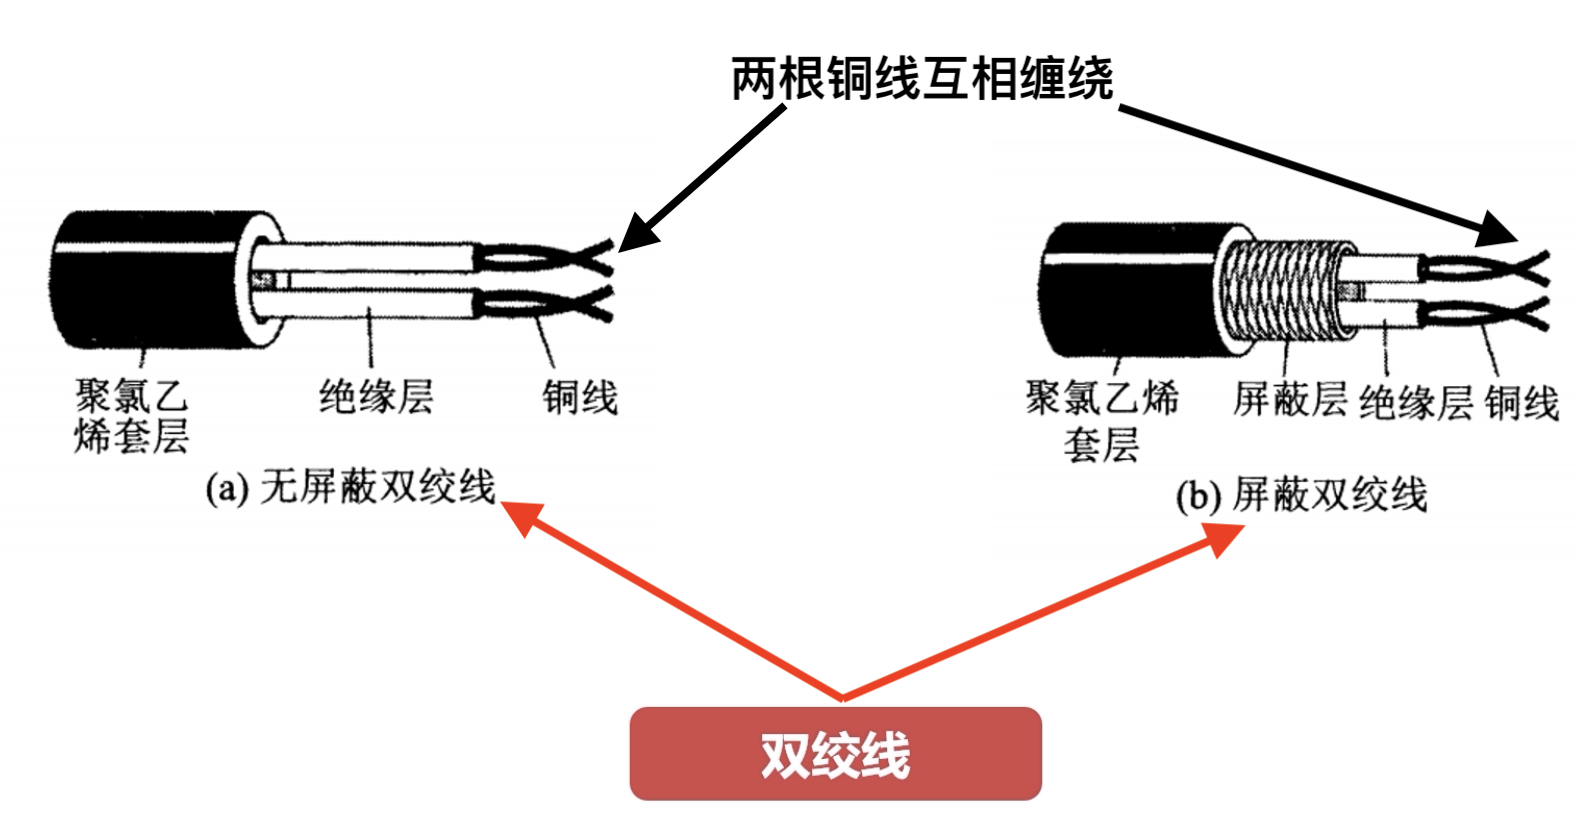 两根铜线互相缠绕
聚氯乙
烯套层
绝缘层
铜线
(a) 无屏蔽双绞线
聚氯乙烯
套层
屏蔽层
绝缘层
铜线
(b) 屏蔽双绞线
双绞线